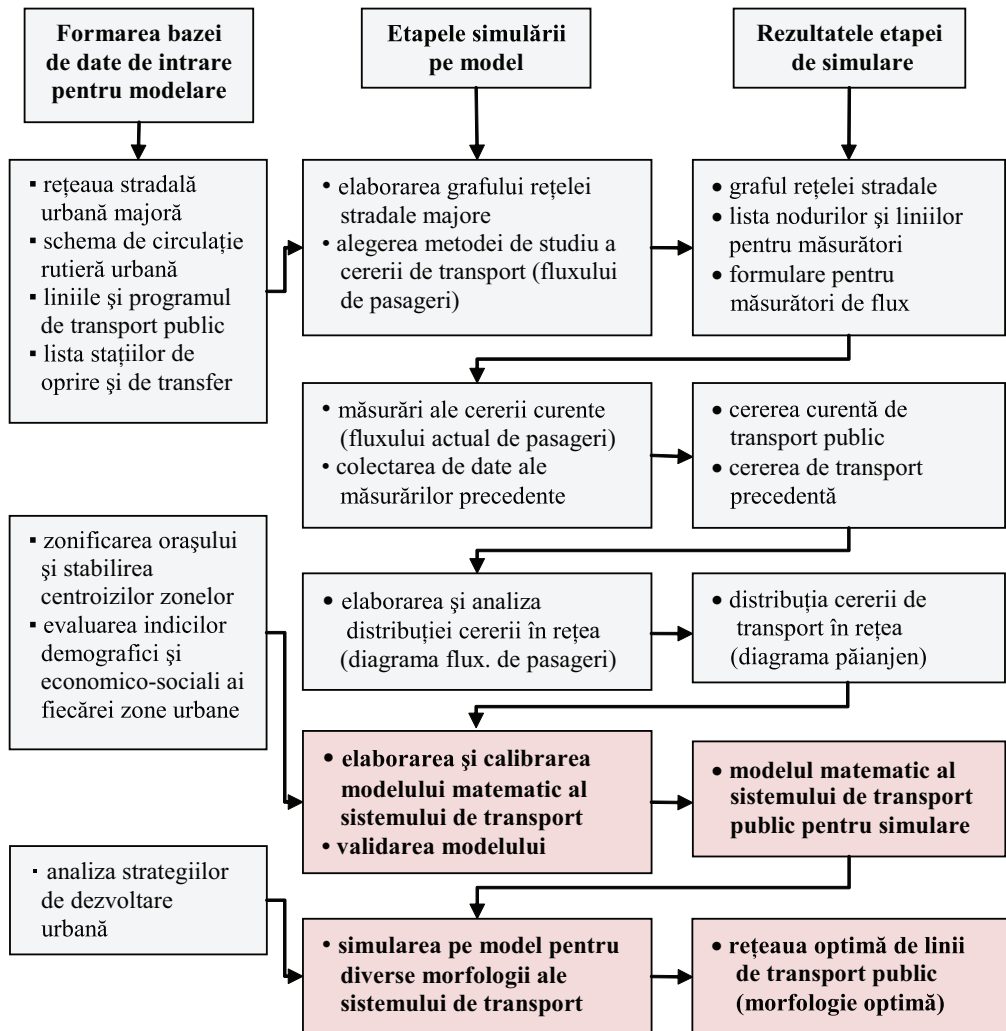 Formarea bazei
de date de intrare
pentru modelare
Etapele simulării
pe model
Rezultatele etapei
de simulare
▪ rețeaua stradală
urbană majoră
▪ schema de circulație
rutieră urbană
▪ liniile şi programul
de transport public
▪ lista stațiilor de
oprire şi de transfer
• elaborarea grafului rețelei
stradale majore
• alegerea metodei de studiu a
cererii de transport (fluxului
de pasageri)
• graful rețelei stradale
• lista nodurilor şi liniilor
pentru măsurători
• formulare pentru
măsurători de flux
• măsurări ale cererii curente
(fluxului actual de pasageri)
• colectarea de date ale
măsurărilor precedente
• cererea curentă de
transport public
• cererea de transport
precedentă
▪ zonificarea oraşului
şi stabilirea
centroizilor zonelor
▪ evaluarea indicilor
demografici şi
economico-sociali ai
fiecărei zone urbane
• elaborarea şi analiza
distribuției cererii în rețea
(diagrama flux. de pasageri)
• distribuția cererii de
transport în rețea
(diagrama păianjen)
• elaborarea şi calibrarea
modelului matematic al
sistemului de transport
• validarea modelului
• modelul matematic al
sistemului de transport
public pentru simulare
▪ analiza strategiilor
de dezvoltare
urbană
• simularea pe model pentru
diverse morfologii ale
sistemului de transport
• rețeaua optimă de linii
de transport public
(morfologie optimă)